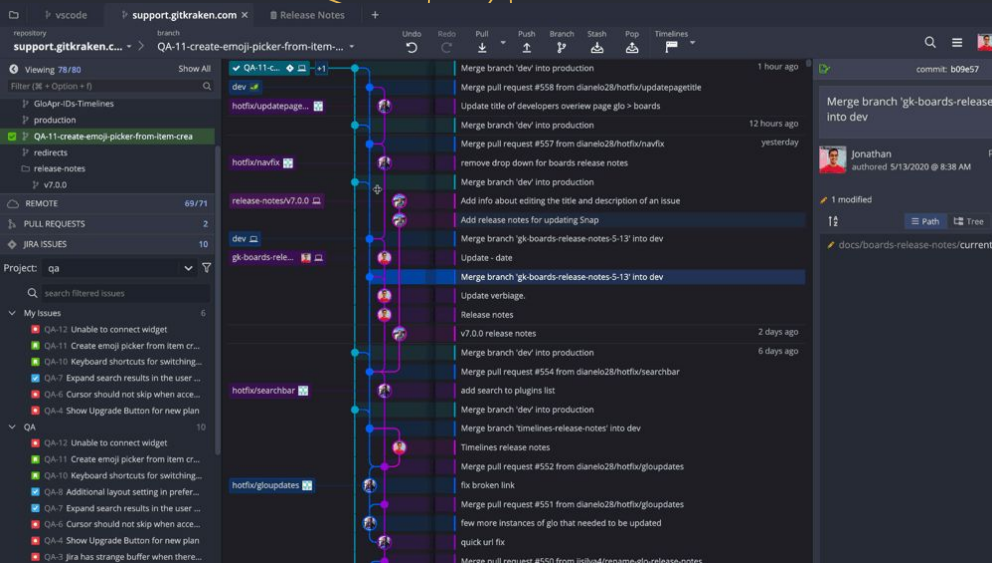 vscode
support.gitkraken.com
Release Notes
repository
support.gitkraken.c...
branch
QA-11-create-emoji-picker-from-item-...
Undo
Redo
Pull
Push
Branch
Stash
Pop
Timelines
Viewing 78/80
Show All
Filter (⌘ + Option + f)
GloApr-IDs-Timelines
production
QA-11-create-emoji-picker-from-item-crea
redirects
release-notes
v7.0.0
REMOTE 69/71
PULL REQUESTS 2
JIRA ISSUES 10
Project: qa
search filtered issues
My Issues 6
QA-12 Unable to connect widget
QA-11 Create emoji picker from item cr...
QA-10 Keyboard shortcuts for switching...
QA-7 Expand search results in the user ...
QA-6 Cursor should not skip when acce...
QA-4 Show Upgrade Button for new plan
QA 10
QA-12 Unable to connect widget
QA-11 Create emoji picker from item cr...
QA-10 Keyboard shortcuts for switching...
QA-8 Additional layout setting in prefer...
QA-7 Expand search results in the user ...
QA-6 Cursor should not skip when acce...
QA-4 Show Upgrade Button for new plan
QA-3 Jira has strange buffer when there...
QA-11-c... +1 Merge branch 'dev' into production 1 hour ago
dev Merge pull request #558 from dianelo28/hotfix/updatepagetitle
hotfix/updatepage... Update title of developers overiew page glo > boards
Merge branch 'dev' into production 12 hours ago
Merge pull request #557 from dianelo28/hotfix/navfix yesterday
hotfix/navfix remove drop down for boards release notes
Merge branch 'dev' into production
release-notes/v7.0.0 Add info about editing the title and description of an issue
Add release notes for updating Snap
dev Merge branch 'gk-boards-release-notes-5-13' into dev
gk-boards-rele... Update - date
Merge branch 'gk-boards-release-notes-5-13' into dev
Update verbiage.
Release notes
v7.0.0 release notes 2 days ago
Merge branch 'dev' into production 6 days ago
Merge pull request #554 from dianelo28/hotfix/searchbar
hotfix/searchbar add search to plugins list
Merge branch 'dev' into production
Merge branch 'timelines-release-notes' into dev
Timelines release notes
Merge pull request #552 from dianelo28/hotfix/gloupdates
hotfix/gloupdates fix broken link
Merge pull request #551 from dianelo28/hotfix/gloupdates
few more instances of glo that needed to be updated
quick url fix
Merge pull request #550 from jjsilva4/rename-glo-release-notes
commit: b09e57
Merge branch 'gk-boards-release
into dev
Jonathan
authored 5/13/2020 @ 8:38 AM
1 modified
Path
Tree
docs/boards-release-notes/current